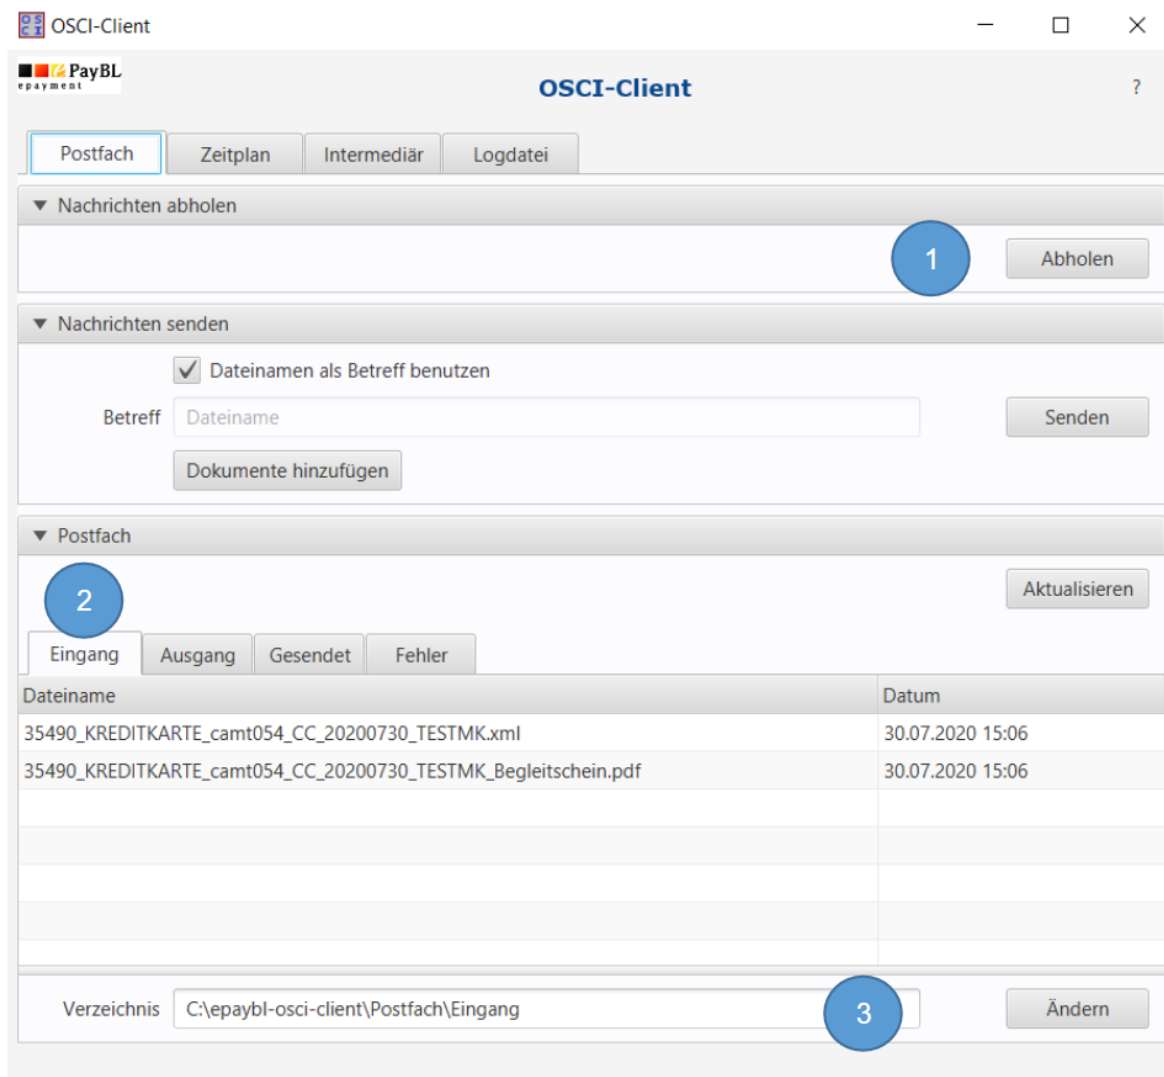 OSCI-Client
PayBL
epayment
OSCI-Client
?
Postfach Zeitplan Intermediär Logdatei
Nachrichten abholen
1 Abholen
Nachrichten senden
Dateinamen als Betreff benutzen
Betreff Dateiname Senden
Dokumente hinzufügen
Postfach
Aktualisieren
2
Eingang Ausgang Gesendet Fehler
Dateiname Datum
35490_KREDITKARTE_camt054_CC_20200730_TESTMK.xml 30.07.2020 15:06
35490_KREDITKARTE_camt054_CC_20200730_TESTMK_Begleitschein.pdf 30.07.2020 15:06
Verzeichnis C:\epaybl-osci-client\Postfach\Eingang 3 Ändern